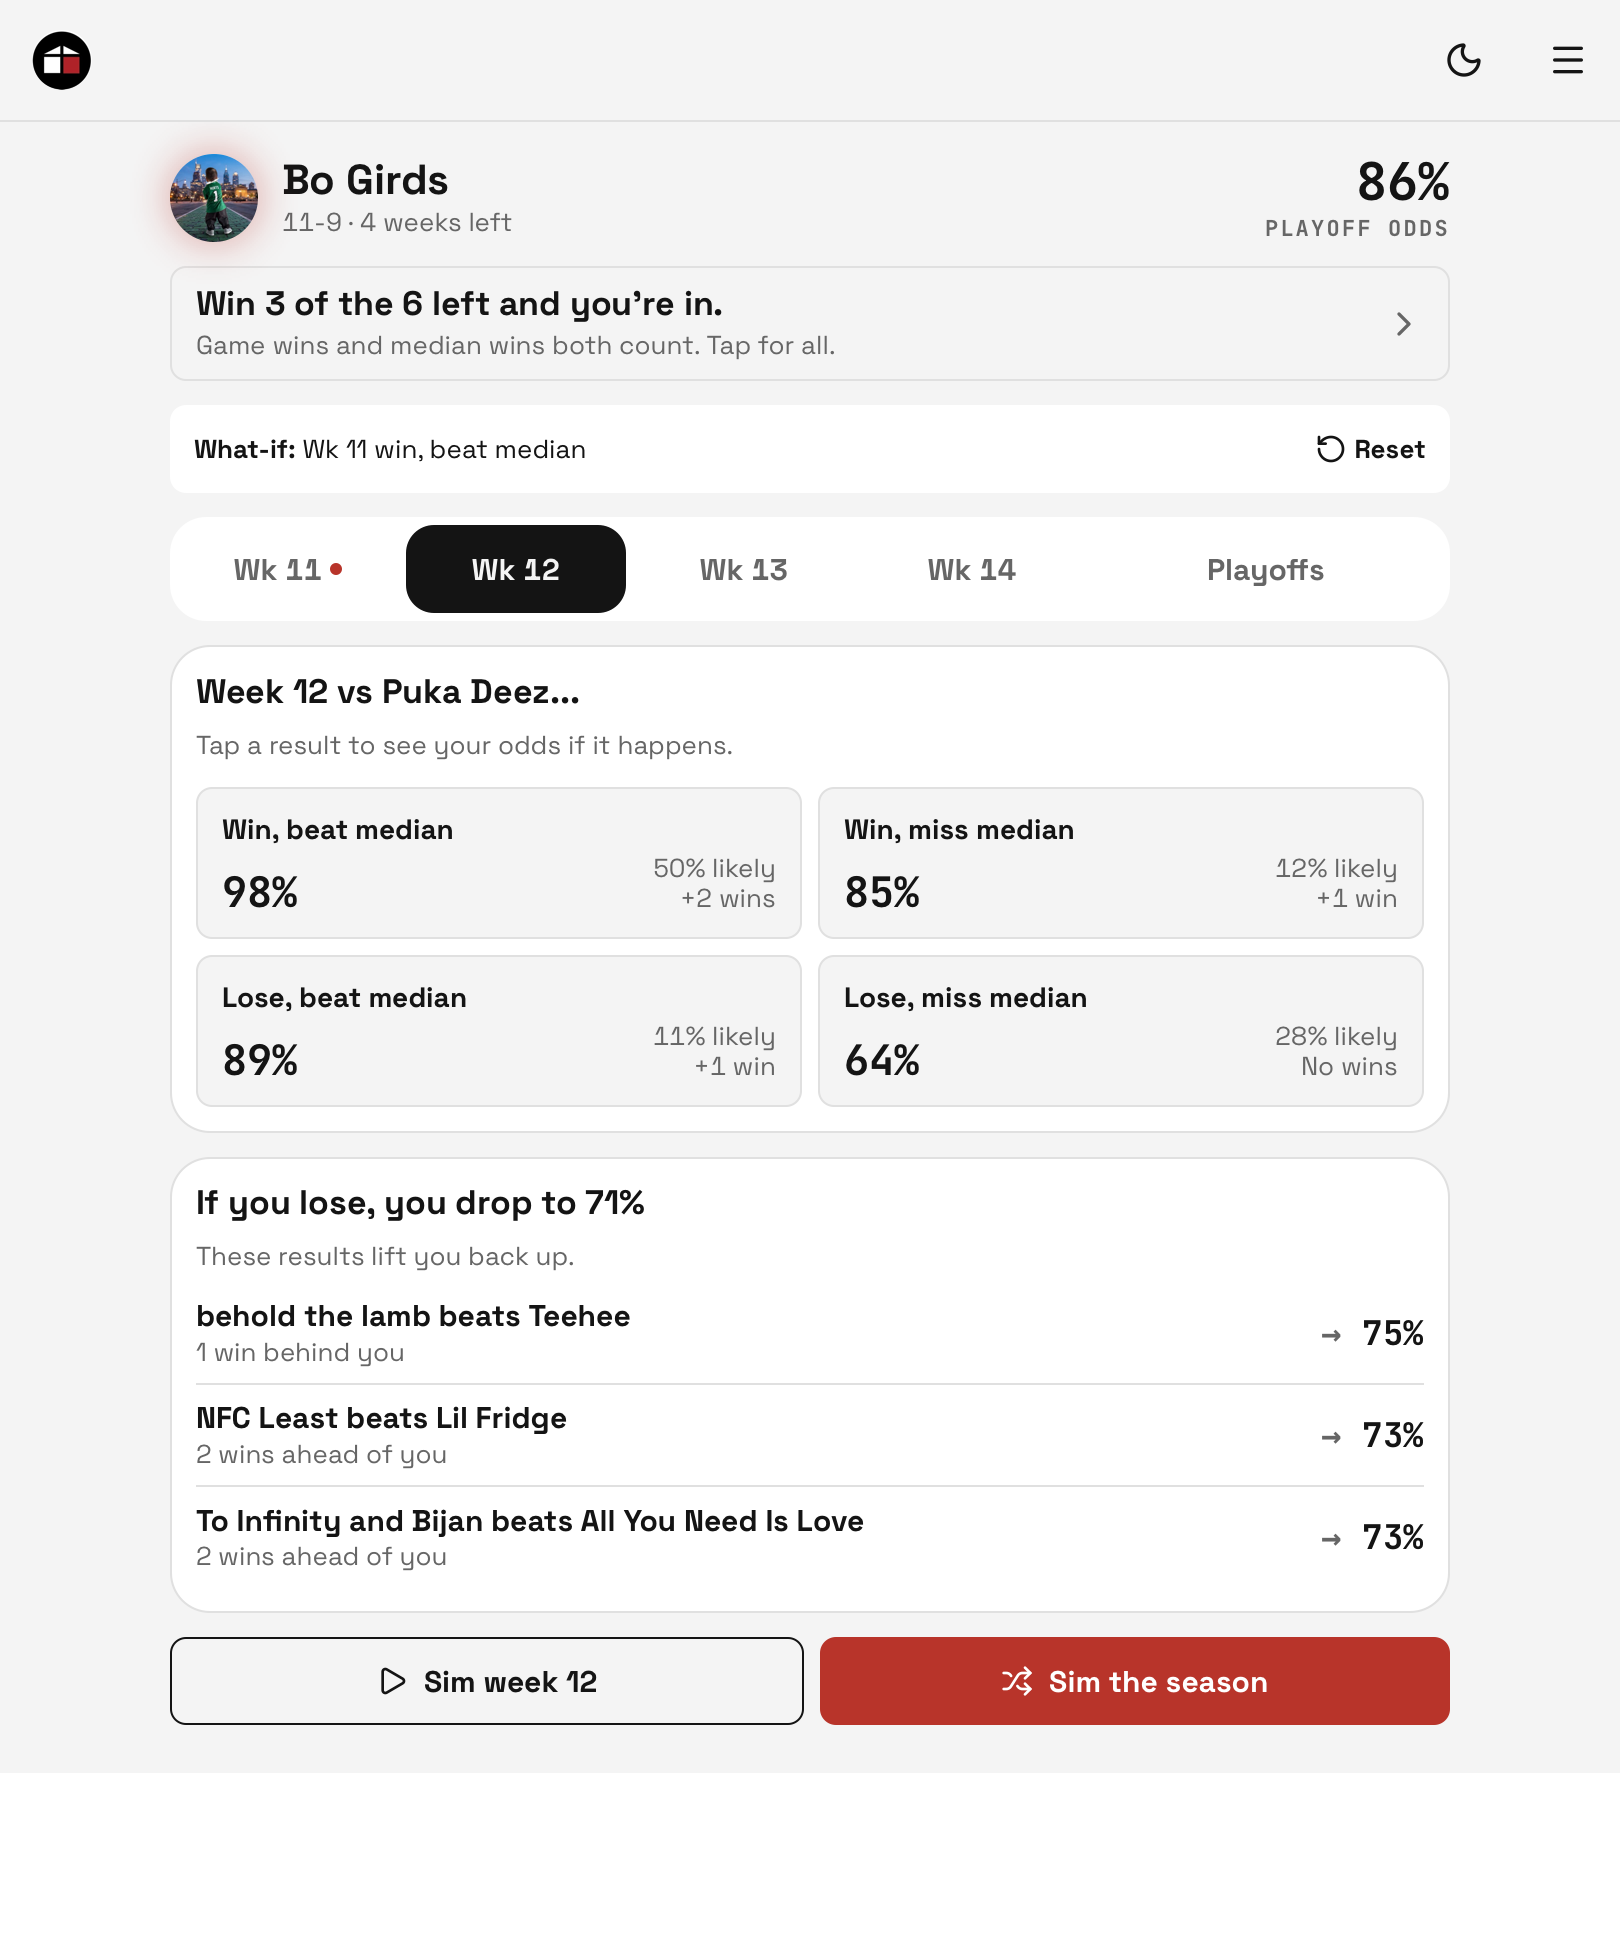 Bo Girds
11-9 · 4 weeks left
86%
PLAYOFF ODDS
Win 3 of the 6 left and you’re in.
Game wins and median wins both count. Tap for all.
What-if: Wk 11 win, beat median
Reset
Wk 11
Wk 12
Wk 13
Wk 14
Playoffs
Week 12 vs Puka Deez...
Tap a result to see your odds if it happens.
Win, beat median
98%
50% likely
+2 wins
Win, miss median
85%
12% likely
+1 win
Lose, beat median
89%
11% likely
+1 win
Lose, miss median
64%
28% likely
No wins
If you lose, you drop to 71%
These results lift you back up.
behold the lamb beats Teehee
1 win behind you
→ 75%
NFC Least beats Lil Fridge
2 wins ahead of you
→ 73%
To Infinity and Bijan beats All You Need Is Love
2 wins ahead of you
→ 73%
Sim week 12
Sim the season